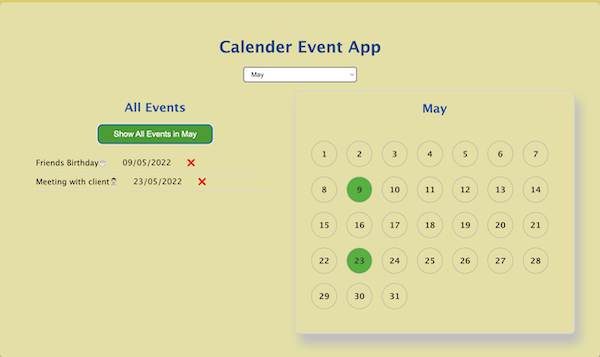 Calender Event App
May
All Events
Show All Events in May
Friends Birthday 09/05/2022
Meeting with client 23/05/2022
May
1 2 3 4 5 6 7
8 9 10 11 12 13 14
15 16 17 18 19 20 21
22 23 24 25 26 27 28
29 30 31